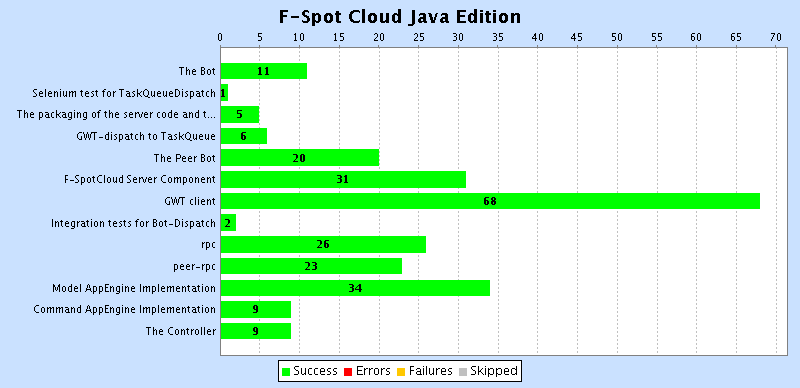 F-Spot Cloud Java Edition
0 5 10 15 20 25 30 35 40 45 50 55 60 65 70
The Bot 11
Selenium test for TaskQueueDispatch 1
The packaging of the server code and t... 5
GWT-dispatch to TaskQueue 6
The Peer Bot 20
F-SpotCloud Server Component 31
GWT client 68
Integration tests for Bot-Dispatch 2
rpc 26
peer-rpc 23
Model AppEngine Implementation 34
Command AppEngine Implementation 9
The Controller 9
Success Errors Failures Skipped